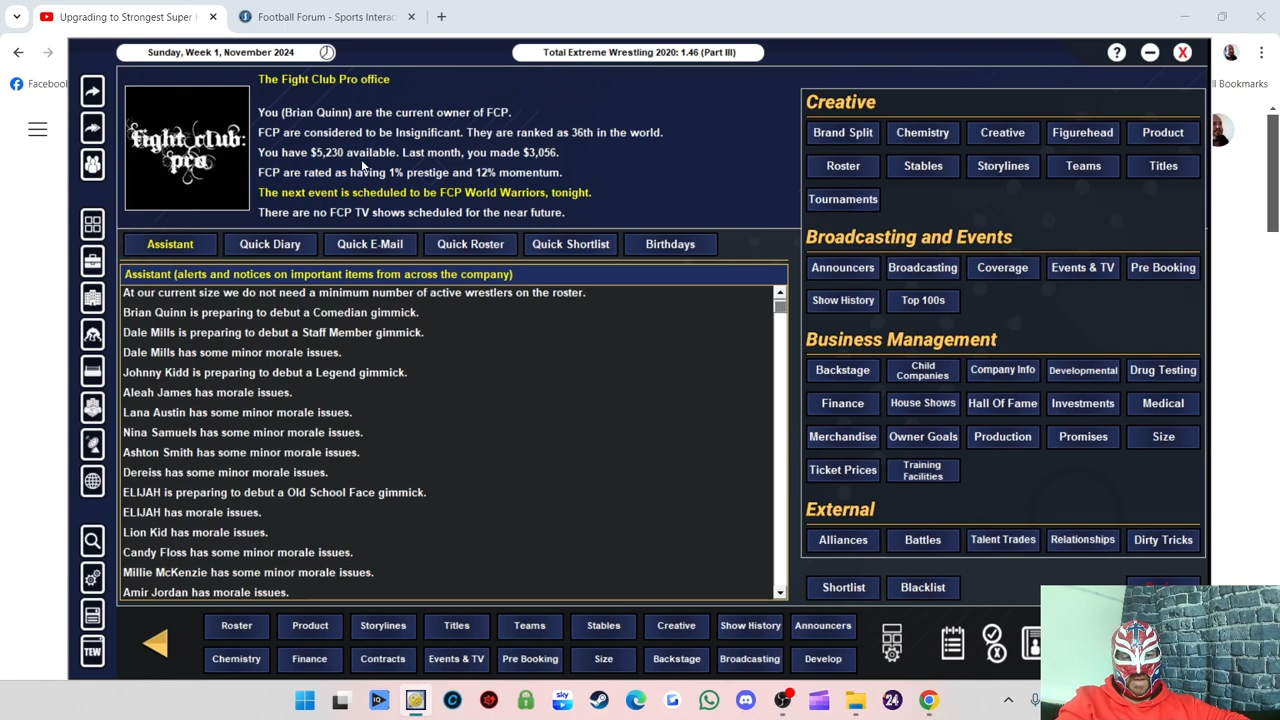 Upgrading to Strongest Super
Football Forum - Sports Interac
Facebook
ll Bookmarks
Sunday, Week 1, November 2024
Total Extreme Wrestling 2020: 1.46 (Part III)
?
X
fight club:
pro
The Fight Club Pro office
You (Brian Quinn) are the current owner of FCP.
FCP are considered to be Insignificant. They are ranked as 36th in the world.
You have $5,230 available. Last month, you made $3,056.
FCP are rated as having 1% prestige and 12% momentum.
The next event is scheduled to be FCP World Warriors, tonight.
There are no FCP TV shows scheduled for the near future.
Assistant Quick Diary Quick E-Mail Quick Roster Quick Shortlist Birthdays
Assistant (alerts and notices on important items from across the company)
At our current size we do not need a minimum number of active wrestlers on the roster.
Brian Quinn is preparing to debut a Comedian gimmick.
Dale Mills is preparing to debut a Staff Member gimmick.
Dale Mills has some minor morale issues.
Johnny Kidd is preparing to debut a Legend gimmick.
Aleah James has morale issues.
Lana Austin has some minor morale issues.
Nina Samuels has some minor morale issues.
Ashton Smith has some minor morale issues.
Dereiss has some minor morale issues.
ELIJAH is preparing to debut a Old School Face gimmick.
ELIJAH has morale issues.
Lion Kid has morale issues.
Candy Floss has some minor morale issues.
Millie McKenzie has some minor morale issues.
Amir Jordan has morale issues.
Creative
Brand Split Chemistry Creative Figurehead Product
Roster Stables Storylines Teams Titles
Tournaments
Broadcasting and Events
Announcers Broadcasting Coverage Events & TV Pre Booking
Show History Top 100s
Business Management
Backstage Child Companies Company Info Developmental Drug Testing
Finance House Shows Hall Of Fame Investments Medical
Merchandise Owner Goals Production Promises Size
Ticket Prices Training Facilities
External
Alliances Battles Talent Trades Relationships Dirty Tricks
Shortlist Blacklist
Roster Product Storylines Titles Teams Stables Creative Show History Announcers
Chemistry Finance Contracts Events & TV Pre Booking Size Backstage Broadcasting Develop
TEW
sky
24